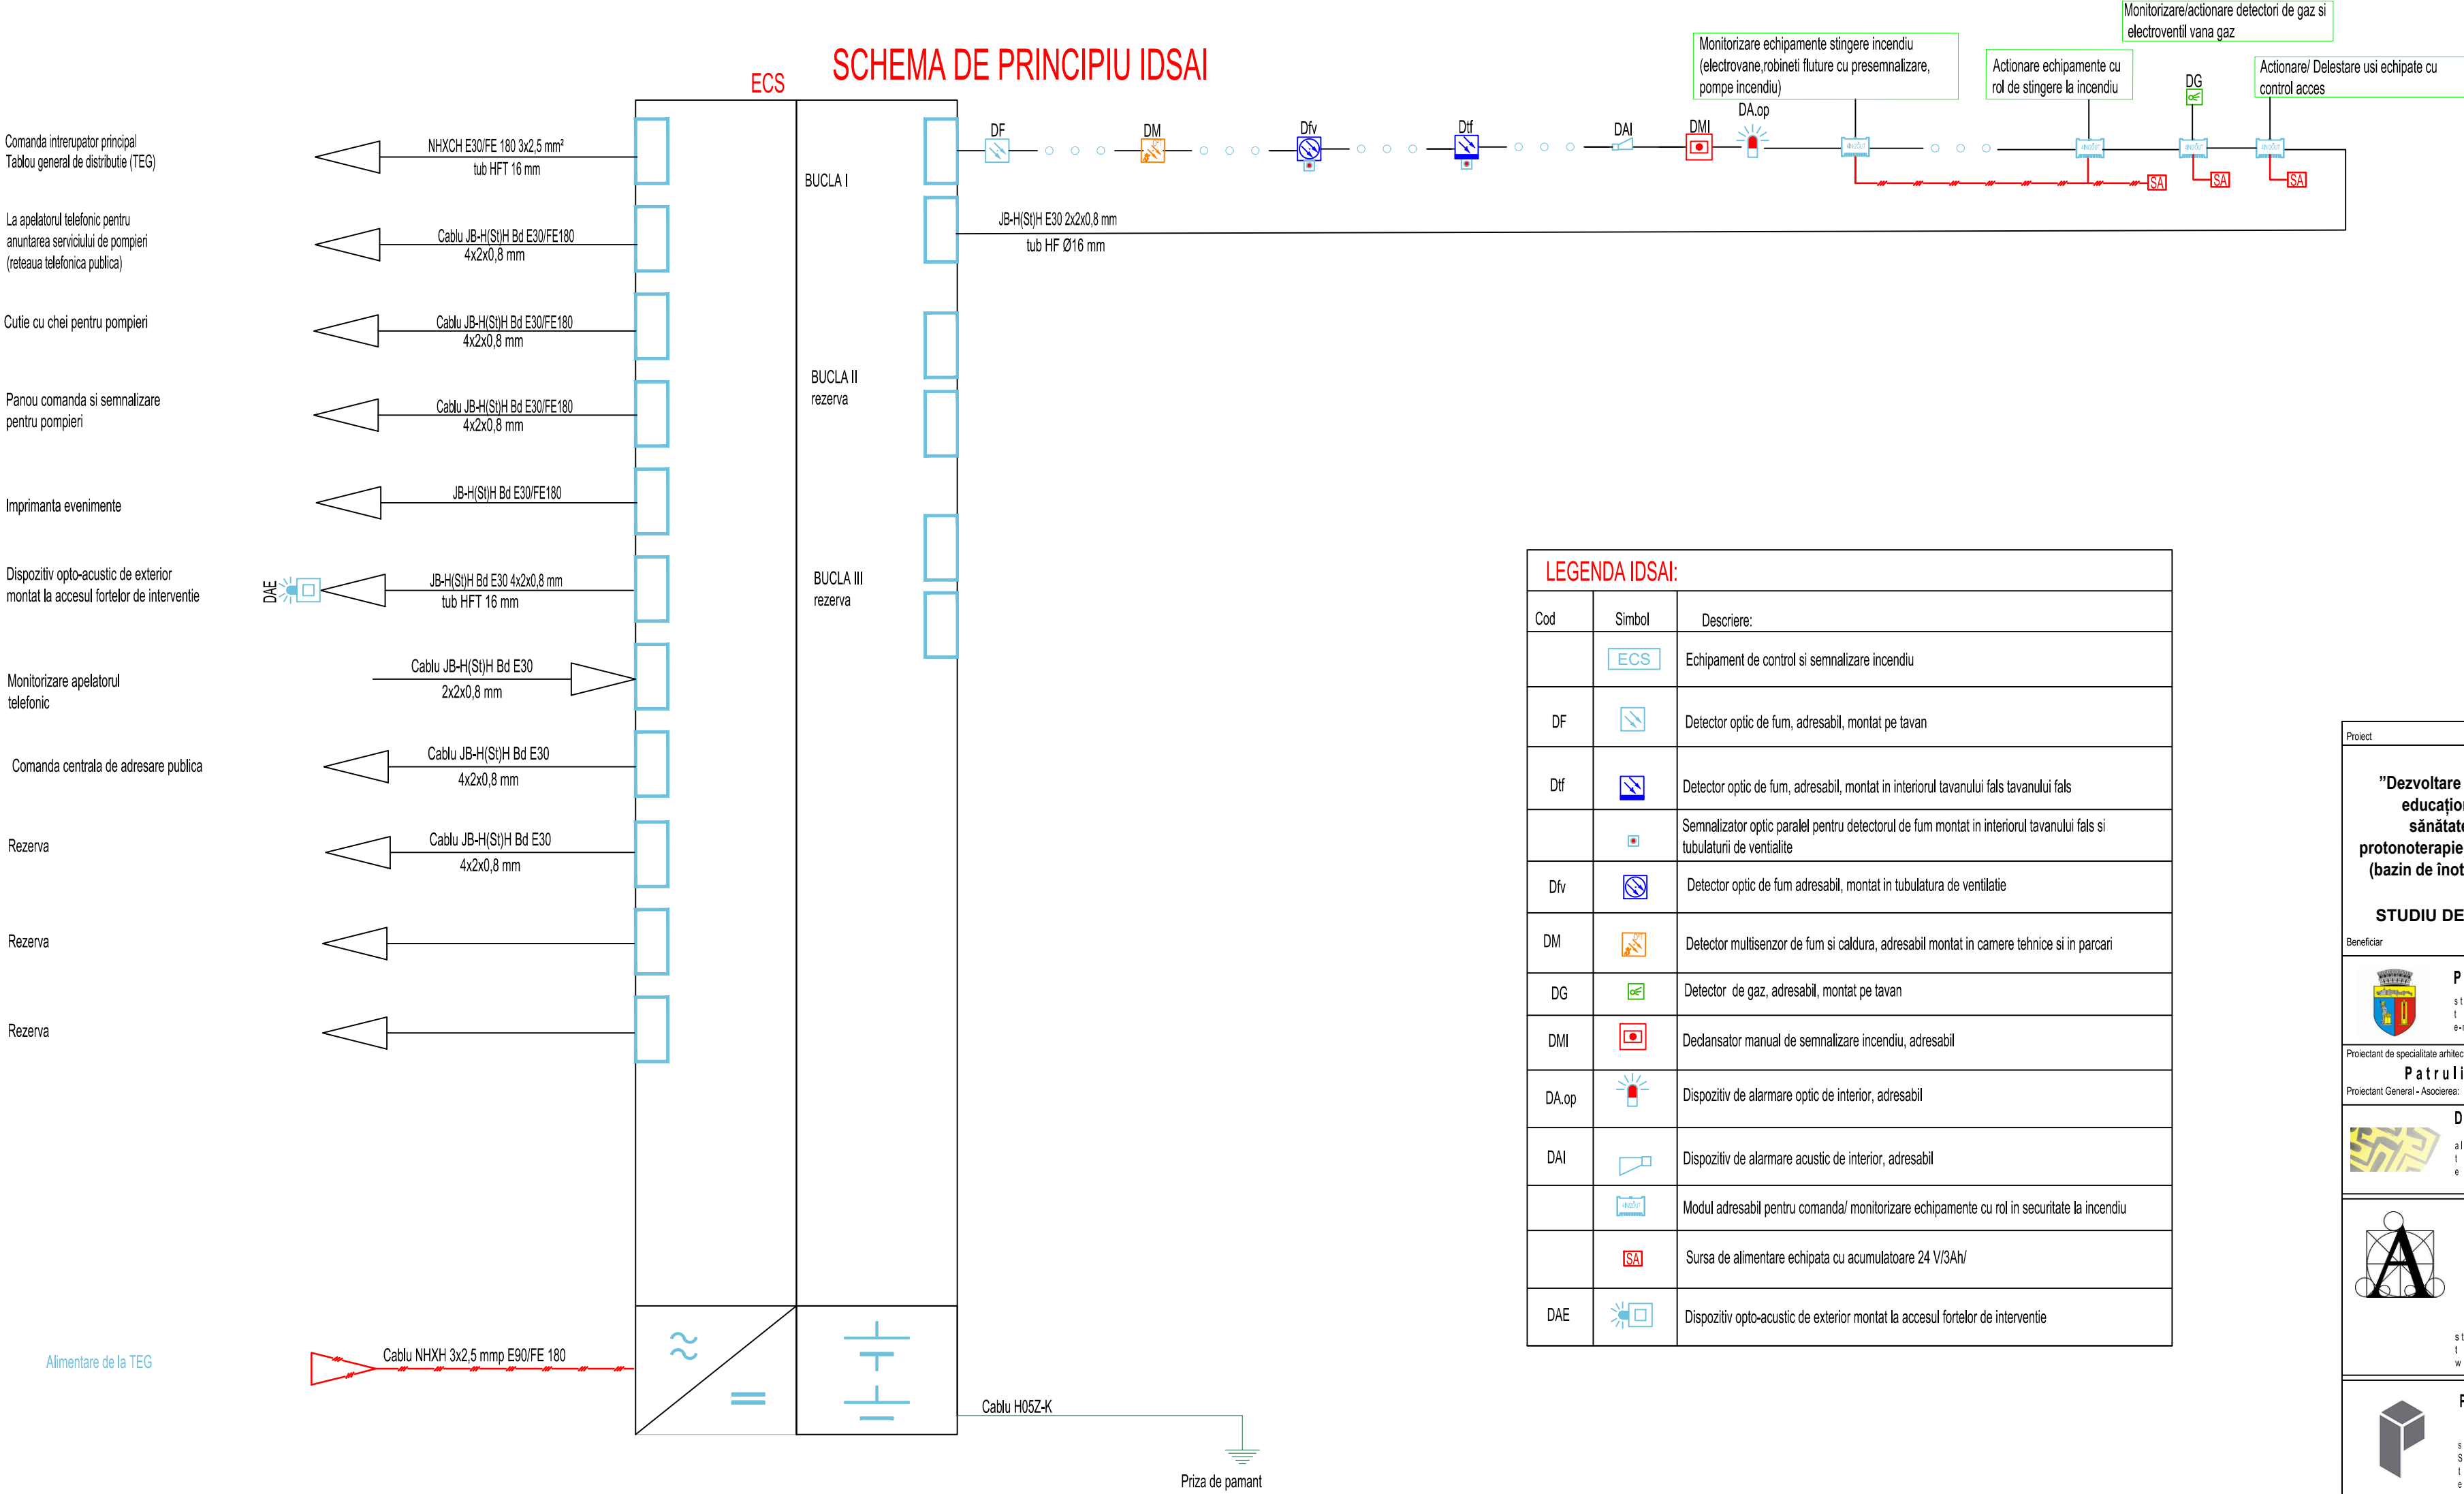 SCHEMA DE PRINCIPIU IDSAI
ECS
Comanda intrerupator principal
Tablou general de distributie (TEG)
NHXCH E30/FE 180 3x2,5 mm²
tub HFT 16 mm
La apelatorul telefonic pentru
anuntarea serviciului de pompieri
(reteaua telefonica publica)
Cablu JB-H(St)H Bd E30/FE180
4x2x0,8 mm
Cutie cu chei pentru pompieri
Cablu JB-H(St)H Bd E30/FE180
4x2x0,8 mm
Panou comanda si semnalizare
pentru pompieri
Cablu JB-H(St)H Bd E30/FE180
4x2x0,8 mm
Imprimanta evenimente
JB-H(St)H Bd E30/FE180
Dispozitiv opto-acustic de exterior
montat la accesul fortelor de interventie
DAE
JB-H(St)H Bd E30 4x2x0,8 mm
tub HFT 16 mm
Monitorizare apelatorul
telefonic
Cablu JB-H(St)H Bd E30
2x2x0,8 mm
Comanda centrala de adresare publica
Cablu JB-H(St)H Bd E30
4x2x0,8 mm
Rezerva
Cablu JB-H(St)H Bd E30
4x2x0,8 mm
Rezerva
Rezerva
Alimentare de la TEG
Cablu NHXH 3x2,5 mmp E90/FE 180
BUCLA I
BUCLA II
rezerva
BUCLA III
rezerva
Cablu H05Z-K
Priza de pamant
DF
DM
Dfv
Dtf
DAI
DMI
DA.op
DG
SA
SA
SA
JB-H(St)H E30 2x2x0,8 mm
tub HF Ø16 mm
Monitorizare echipamente stingere incendiu
(electrovane,robineti fluture cu presemnalizare,
pompe incendiu)
Actionare echipamente cu
rol de stingere la incendiu
Monitorizare/actionare detectori de gaz si
electroventil vana gaz
Actionare/ Delestare usi echipate cu
control acces
LEGENDA IDSAI:
Cod Simbol Descriere:
ECS Echipament de control si semnalizare incendiu
DF Detector optic de fum, adresabil, montat pe tavan
Dtf Detector optic de fum, adresabil, montat in interiorul tavanului fals tavanului fals
Semnalizator optic paralel pentru detectorul de fum montat in interiorul tavanului fals si
tubulaturii de ventialite
Dfv Detector optic de fum adresabil, montat in tubulatura de ventilatie
DM Detector multisenzor de fum si caldura, adresabil montat in camere tehnice si in parcari
DG Detector de gaz, adresabil, montat pe tavan
DMI Declansator manual de semnalizare incendiu, adresabil
DA.op Dispozitiv de alarmare optic de interior, adresabil
DAI Dispozitiv de alarmare acustic de interior, adresabil
Modul adresabil pentru comanda/ monitorizare echipamente cu rol in securitate la incendiu
SA Sursa de alimentare echipata cu acumulatoare 24 V/3Ah/
DAE Dispozitiv opto-acustic de exterior montat la accesul fortelor de interventie
Proiect
”Dezvoltare
educațion
sănătate
protonoterapie
(bazin de înot
STUDIU DE
Beneficiar
P
Proiectant de specialitate arhitec
Patruli
Proiectant General - Asocierea:
D